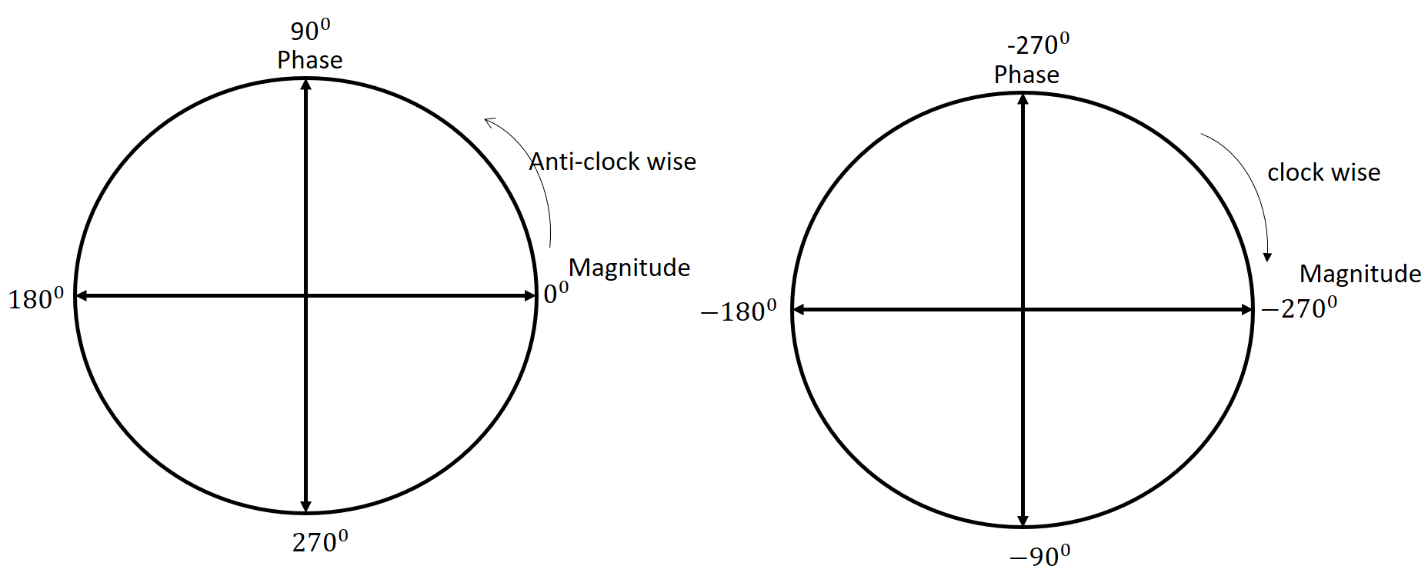 90⁰
Phase
Anti-clock wise
Magnitude
180⁰
0⁰
270⁰
-270⁰
Phase
clock wise
Magnitude
−180⁰
−270⁰
−90⁰